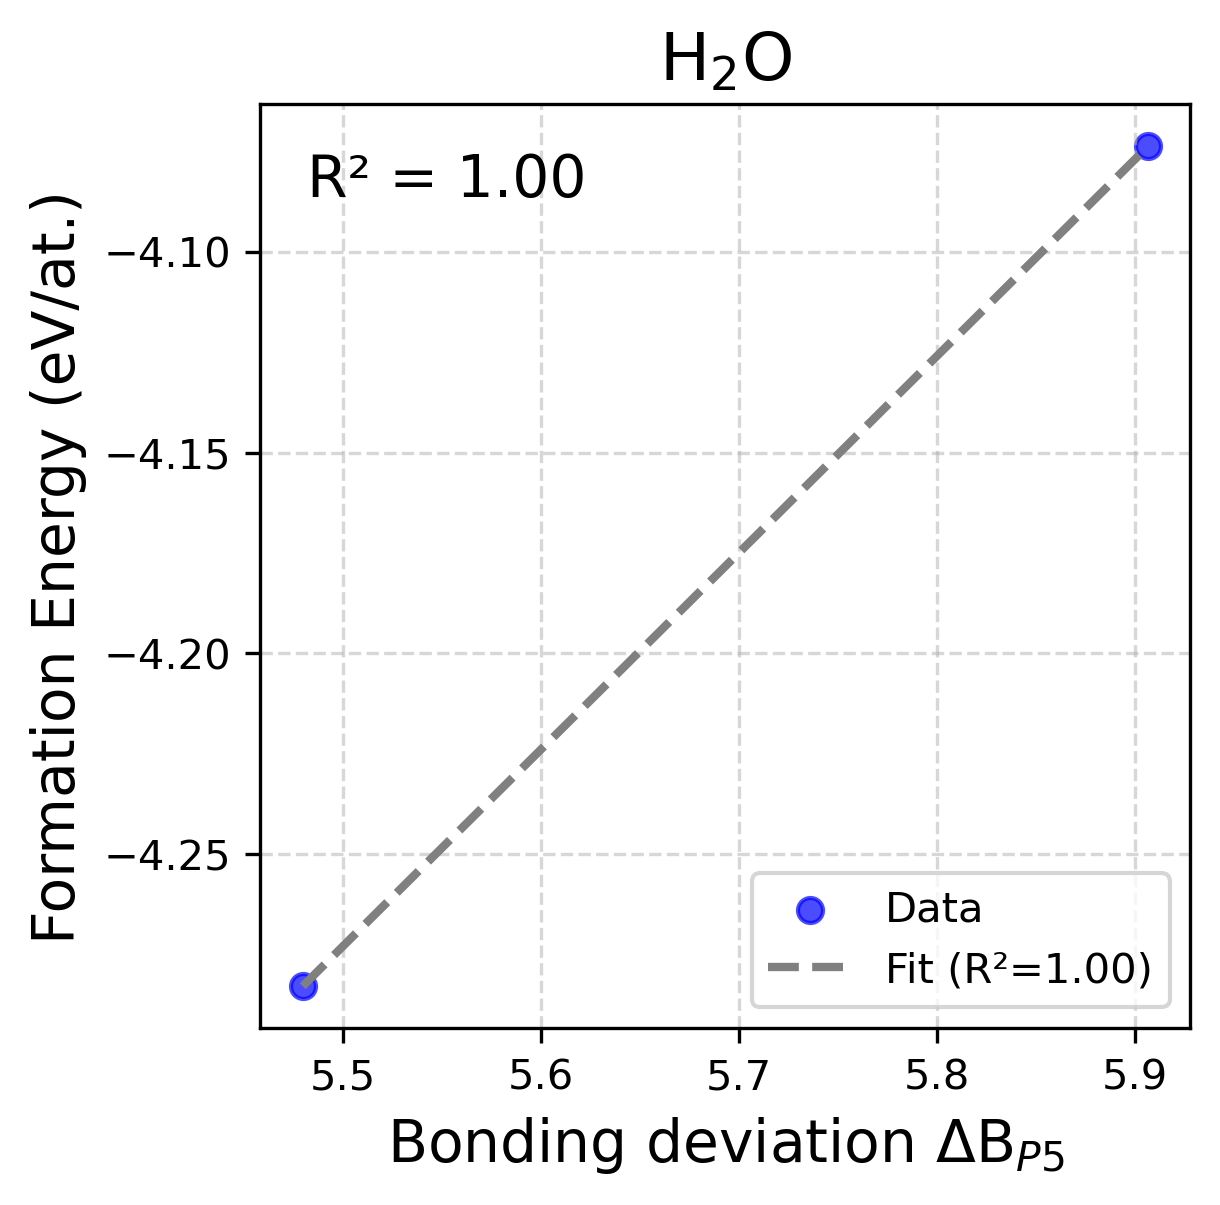 H₂O
R² = 1.00
Formation Energy (eV/at.)
−4.10
−4.15
−4.20
−4.25
Data
Fit (R²=1.00)
5.5 5.6 5.7 5.8 5.9
Bonding deviation ΔB_P5